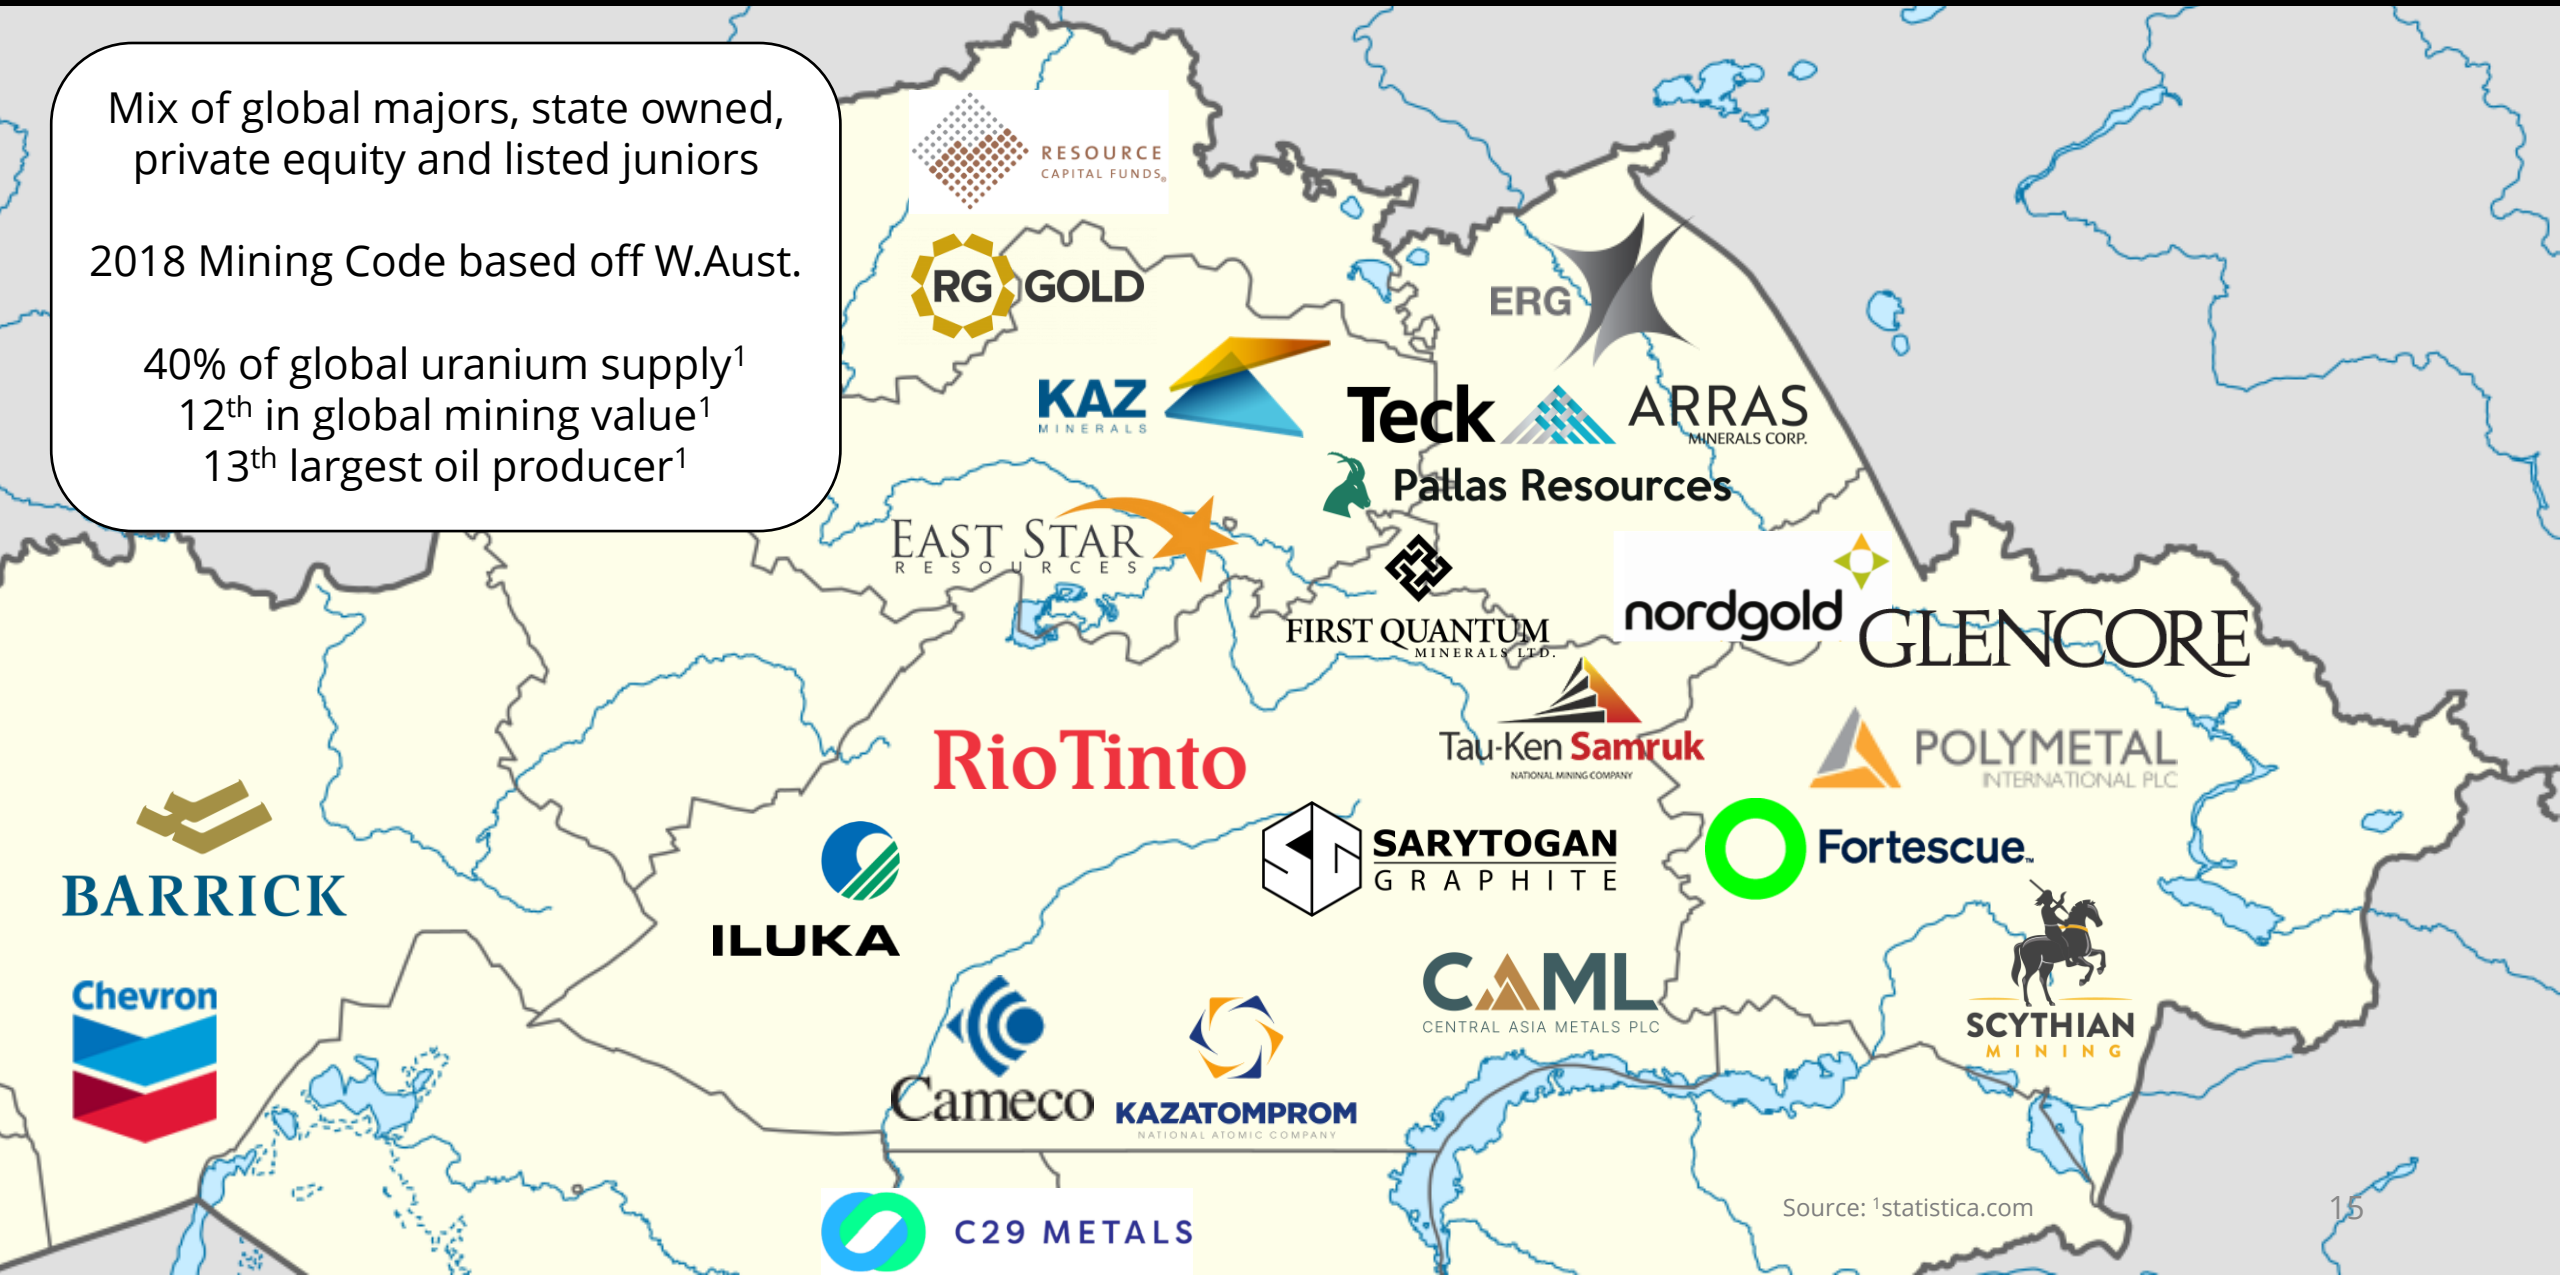 Mix of global majors, state owned,
private equity and listed juniors
2018 Mining Code based off W.Aust.
40% of global uranium supply¹
12th in global mining value¹
13th largest oil producer¹
RESOURCE
CAPITAL FUNDS®
RG GOLD
ERG
KAZ
MINERALS
Teck
ARRAS
MINERALS CORP.
Pallas Resources
EAST STAR
RESOURCES
FIRST QUANTUM
MINERALS LTD.
nordgold
GLENCORE
RioTinto
Tau-Ken Samruk
NATIONAL MINING COMPANY
POLYMETAL
INTERNATIONAL PLC
BARRICK
ILUKA
SARYTOGAN
GRAPHITE
Fortescue™
Chevron
Cameco
KAZATOMPROM
NATIONAL ATOMIC COMPANY
CAML
CENTRAL ASIA METALS PLC
SCYTHIAN
MINING
C29 METALS
Source: ¹statistica.com
15